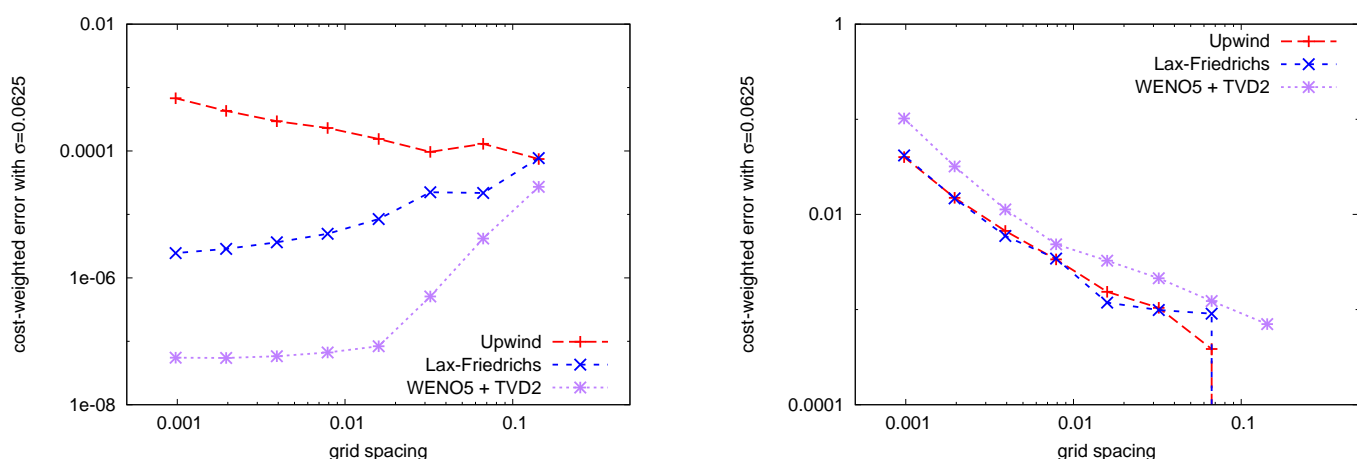 cost-weighted error with σ=0.0625
0.01
0.0001
1e-06
1e-08
0.001
0.01
0.1
grid spacing
Upwind
Lax-Friedrichs
WENO5 + TVD2
cost-weighted error with σ=0.0625
1
0.01
0.0001
0.001
0.01
0.1
grid spacing
Upwind
Lax-Friedrichs
WENO5 + TVD2